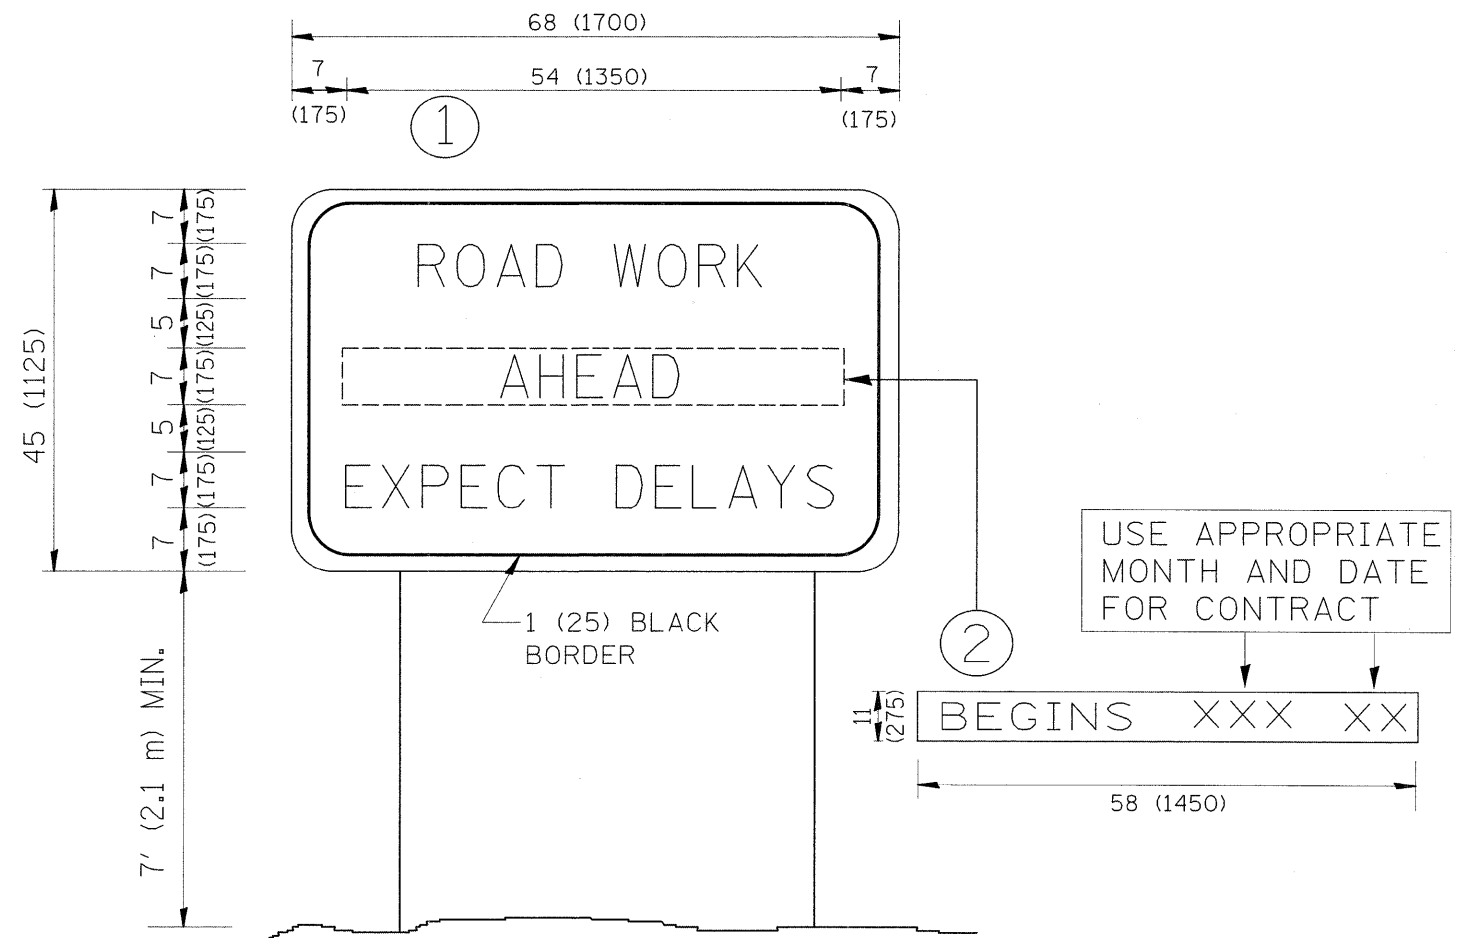 68 (1700)
7
54 (1350)
7
(175)
(175)
1
7
(175)
7
(175)
5
(125)
7
(175)
5
(125)
7
(175)
7
(175)
45 (1125)
ROAD WORK
AHEAD
EXPECT DELAYS
1 (25) BLACK
BORDER
7' (2.1 m) MIN.
2
USE APPROPRIATE
MONTH AND DATE
FOR CONTRACT
11
(275)
BEGINS XXX XX
58 (1450)